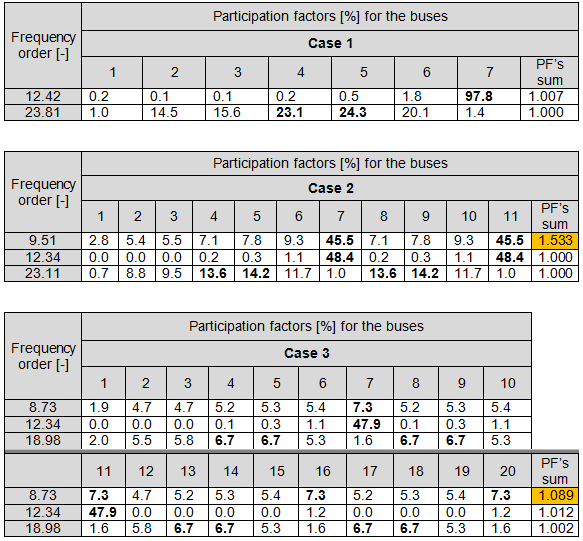 Frequency order [-] Participation factors [%] for the buses
Case 1
1 2 3 4 5 6 7 PF's sum
12.42 0.2 0.1 0.1 0.2 0.5 1.8 97.8 1.007
23.81 1.0 14.5 15.6 23.1 24.3 20.1 1.4 1.000
Frequency order [-] Participation factors [%] for the buses
Case 2
1 2 3 4 5 6 7 8 9 10 11 PF's sum
9.51 2.8 5.4 5.5 7.1 7.8 9.3 45.5 7.1 7.8 9.3 45.5 1.533
12.34 0.0 0.0 0.0 0.2 0.3 1.1 48.4 0.2 0.3 1.1 48.4 1.000
23.11 0.7 8.8 9.5 13.6 14.2 11.7 1.0 13.6 14.2 11.7 1.0 1.000
Frequency order [-] Participation factors [%] for the buses
Case 3
1 2 3 4 5 6 7 8 9 10
8.73 1.9 4.7 4.7 5.2 5.3 5.4 7.3 5.2 5.3 5.4
12.34 0.0 0.0 0.0 0.1 0.3 1.1 47.9 0.1 0.3 1.1
18.98 2.0 5.5 5.8 6.7 6.7 5.3 1.6 6.7 6.7 5.3
11 12 13 14 15 16 17 18 19 20 PF's sum
8.73 7.3 4.7 5.2 5.3 5.4 7.3 5.2 5.3 5.4 7.3 1.089
12.34 47.9 0.0 0.0 0.0 0.0 1.2 0.0 0.0 0.0 1.2 1.012
18.98 1.6 5.8 6.7 6.7 5.3 1.6 6.7 6.7 5.3 1.6 1.002